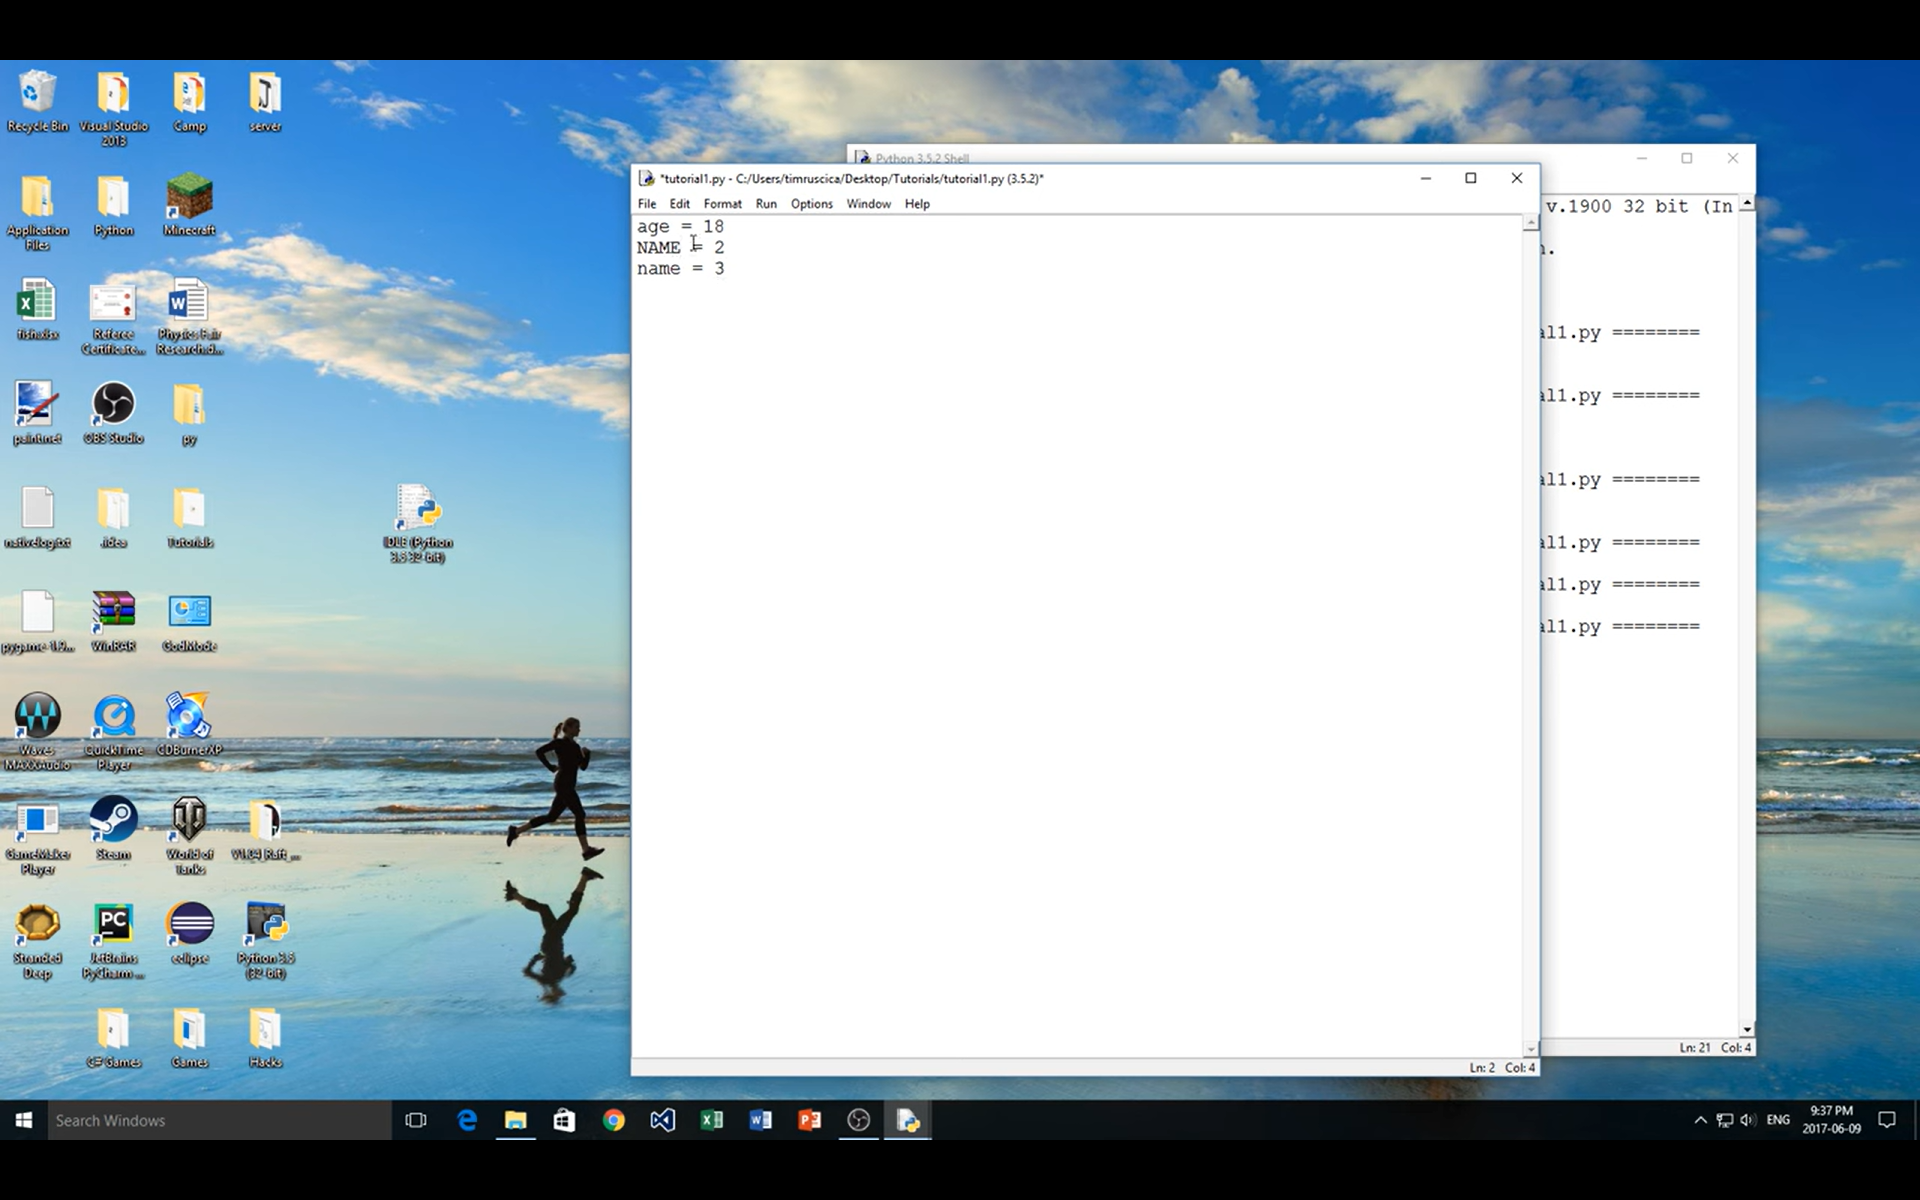 Recycle Bin
Visual Studio 2013
Camp
server
Application Files
Python
Minecraft
fish.xlsx
Referee Certificate...
Physics Fair Research.d...
paint.net
OBS Studio
py
nativelog.txt
.idea
Tutorials
IDLE (Python 3.5 32-bit)
pygame-1.9...
WinRAR
GodMode
Waves MAXXAudio
QuickTime Player
CDBurnerXP
GameMaker Player
Steam
World of Tanks
V1.04 Raft_...
Stranded Deep
JetBrains PyCharm ...
eclipse
Python 3.5 (32-bit)
C# Games
Games
Hacks
Python 3.5.2 Shell
*tutorial1.py - C:/Users/timruscica/Desktop/Tutorials/tutorial1.py (3.5.2)*
File Edit Format Run Options Window Help
age = 18
NAME = 2
name = 3
Ln: 2 Col: 4
v.1900 32 bit (In
n.
al1.py ========
al1.py ========
al1.py ========
al1.py ========
al1.py ========
al1.py ========
Ln: 21 Col: 4
Search Windows
ENG
9:37 PM
2017-06-09